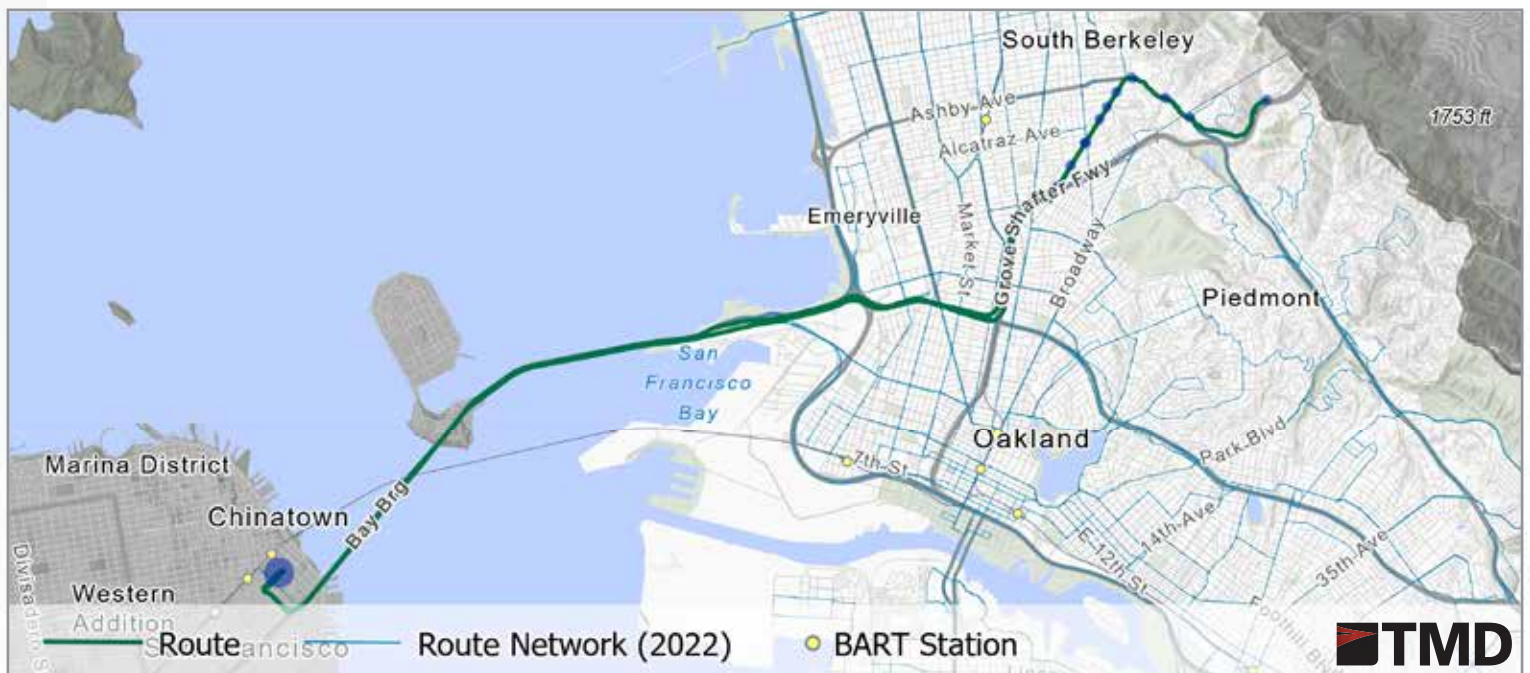 South Berkeley
Ashby Ave
1753 ft
Alcatraz Ave
Grove Shafter Fwy
Emeryville
Market St
Broadway
Piedmont
San
Francisco
Bay
Oakland
Park Blvd
Marina District
7th St
Bay Brg
Chinatown
14th Ave
E 12th St
35th Ave
Western
Addition
San Francisco
Route
Route Network (2022)
BART Station
TMD